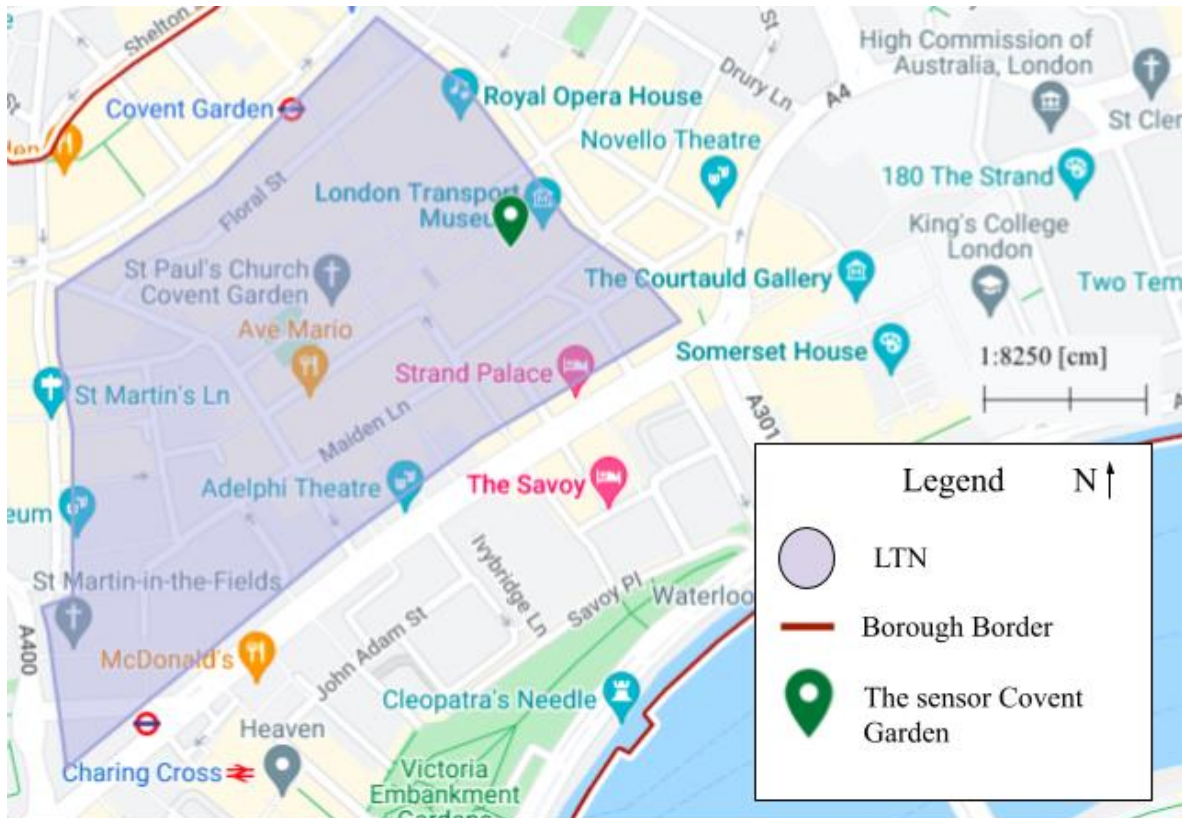 Shelton
St
Drury Ln
A4
High Commission of
Australia, London
St Cler
Covent Garden
Royal Opera House
Novello Theatre
180 The Strand
Floral St
London Transport
Museu
King's College
London
St Paul's Church
Covent Garden
The Courtauld Gallery
Two Tem
Ave Mario
Somerset House
1:8250 [cm]
St Martin's Ln
Strand Palace
A301
Maiden Ln
The Savoy
Adelphi Theatre
eum
Legend
N
LTN
Borough Border
The sensor Covent
Garden
Ivybridge Ln
Savoy Pl
Waterloo
St Martin-in-the-Fields
A400
McDonald's
John Adam St
Cleopatra's Needle
Heaven
Charing Cross
Victoria
Embankment
Gardens